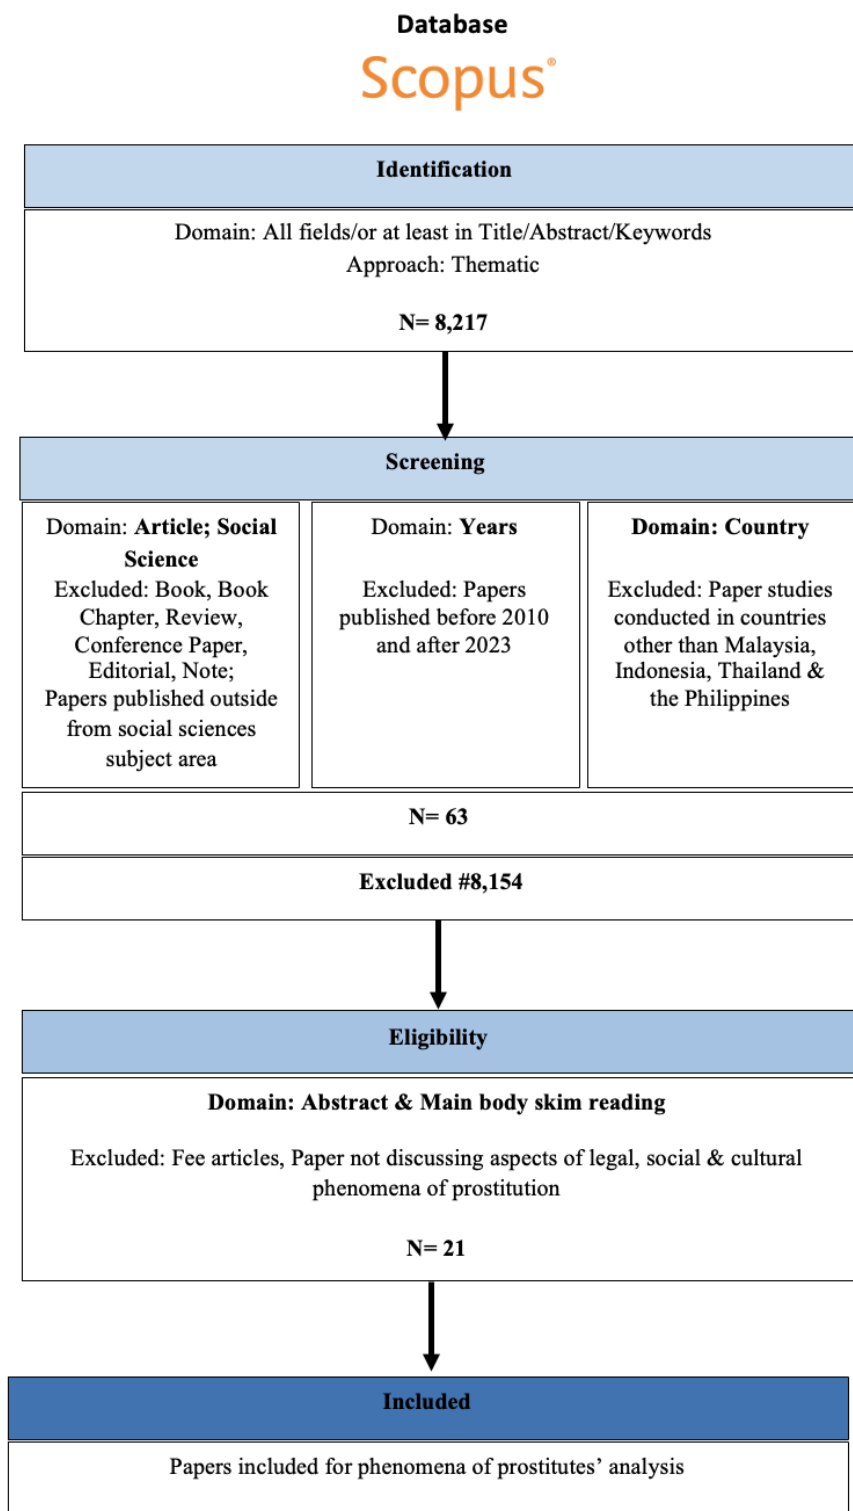 Database
Scopus®
Identification
Domain: All fields/or at least in Title/Abstract/Keywords
Approach: Thematic
N= 8,217
Screening
Domain: Article; Social
Science
Excluded: Book, Book
Chapter, Review,
Conference Paper,
Editorial, Note;
Papers published outside
from social sciences
subject area
Domain: Years
Excluded: Papers
published before 2010
and after 2023
Domain: Country
Excluded: Paper studies
conducted in countries
other than Malaysia,
Indonesia, Thailand &
the Philippines
N= 63
Excluded #8,154
Eligibility
Domain: Abstract & Main body skim reading
Excluded: Fee articles, Paper not discussing aspects of legal, social & cultural
phenomena of prostitution
N= 21
Included
Papers included for phenomena of prostitutes’ analysis